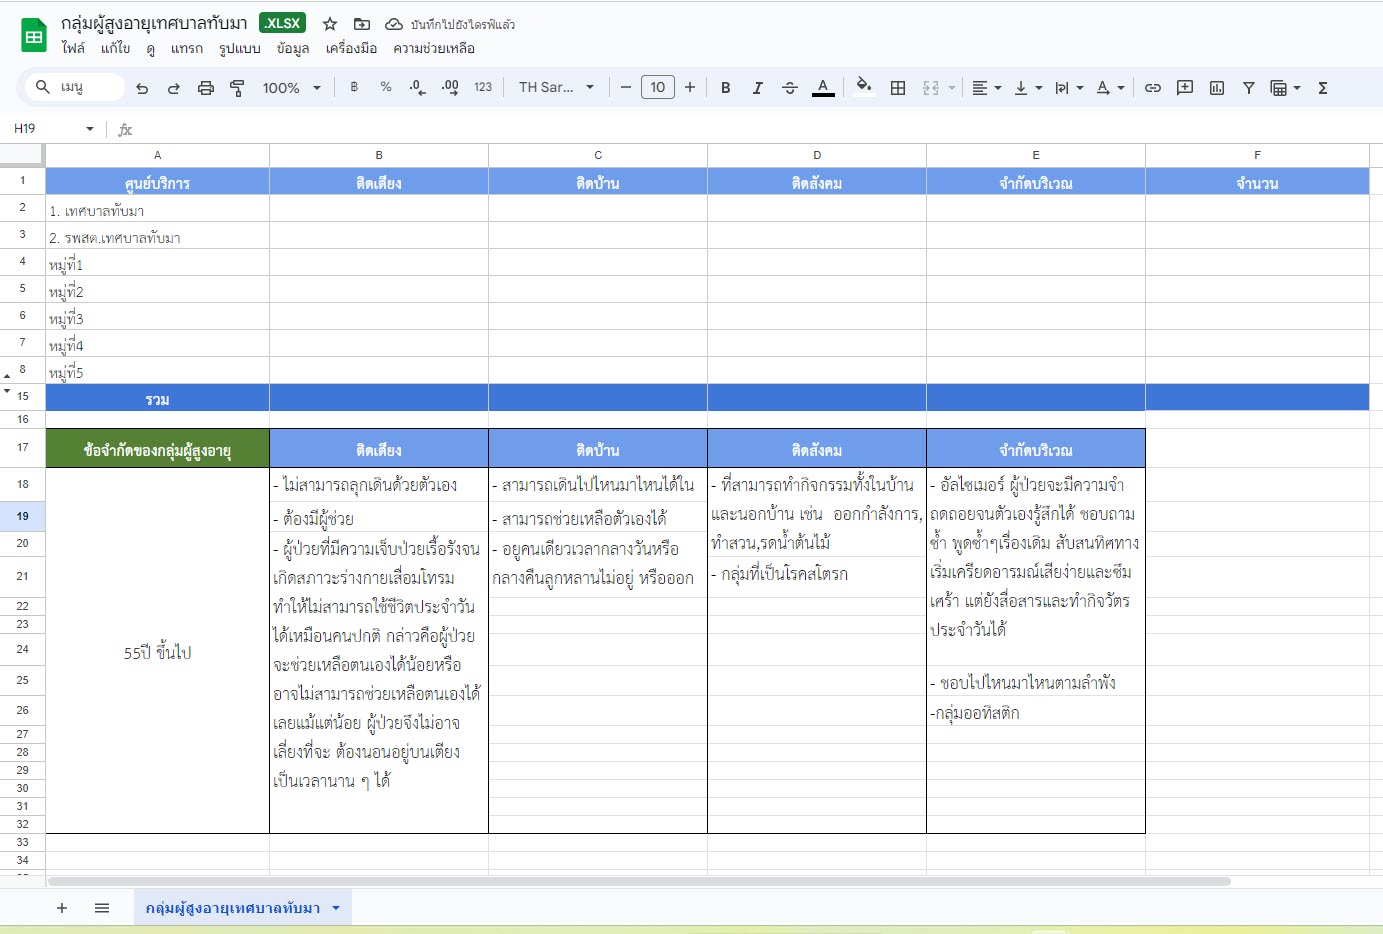 กลุ่มผู้สูงอายุเทศบาลทับมา .XLSX บันทึกไปยังไดรฟ์แล้ว
ไฟล์ แก้ไข ดู แทรก รูปแบบ ข้อมูล เครื่องมือ ความช่วยเหลือ
เมนู 100% ฿ % .0 .00 123 TH Sar... 10 B I S A Σ
H19 fx
A B C D E F
1 ศูนย์บริการ ติดเตียง ติดบ้าน ติดสังคม จำกัดบริเวณ จำนวน
2 1. เทศบาลทับมา
3 2. รพสต.เทศบาลทับมา
4 หมู่ที่1
5 หมู่ที่2
6 หมู่ที่3
7 หมู่ที่4
8 หมู่ที่5
15 รวม
16
17 ข้อจำกัดของกลุ่มผู้สูงอายุ ติดเตียง ติดบ้าน ติดสังคม จำกัดบริเวณ
55ปี ขึ้นไป
- ไม่สามารถลุกเดินด้วยตัวเอง
- ต้องมีผู้ช่วย
- ผู้ป่วยที่มีความเจ็บป่วยเรื้อรังจน
เกิดสภาวะร่างกายเสื่อมโทรม
ทำให้ไม่สามารถใช้ชีวิตประจำวัน
ได้เหมือนคนปกติ กล่าวคือผู้ป่วย
จะช่วยเหลือตนเองได้น้อยหรือ
อาจไม่สามารถช่วยเหลือตนเองได้
เลยแม้แต่น้อย ผู้ป่วยจึงไม่อาจ
เลี่ยงที่จะ ต้องนอนอยู่บนเตียง
เป็นเวลานาน ๆ ได้
- สามารถเดินไปไหนมาไหนได้ใน
- สามารถช่วยเหลือตัวเองได้
- อยูคนเดียวเวลากลางวันหรือ
กลางคืนลูกหลานไม่อยู่ หรือออก
- ที่สามารถทำกิจกรรมทั้งในบ้าน
และนอกบ้าน เช่น ออกกำลังการ,
ทำสวน,รดน้ำต้นไม้
- กลุ่มที่เป็นโรคสโตรก
- อัลไซเมอร์ ผู้ป่วยจะมีความจำ
ถดถอยจนตัวเองรู้สึกได้ ชอบถาม
ซ้ำ พูดซ้ำๆเรื่องเดิม สับสนทิศทาง
เริ่มเครียดอารมณ์เสียง่ายและซึม
เศร้า แต่ยังสื่อสารและทำกิจวัตร
ประจำวันได้
- ชอบไปไหนมาไหนตามลำพัง
-กลุ่มออทิสติก
18
19
20
21
22
23
24
25
26
27
28
29
30
31
32
33
34
กลุ่มผู้สูงอายุเทศบาลทับมา